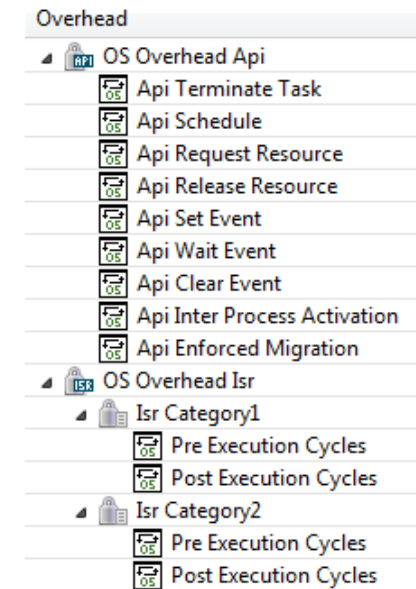 Overhead
OS Overhead Api
Api Terminate Task
Api Schedule
Api Request Resource
Api Release Resource
Api Set Event
Api Wait Event
Api Clear Event
Api Inter Process Activation
Api Enforced Migration
OS Overhead Isr
Isr Category1
Pre Execution Cycles
Post Execution Cycles
Isr Category2
Pre Execution Cycles
Post Execution Cycles